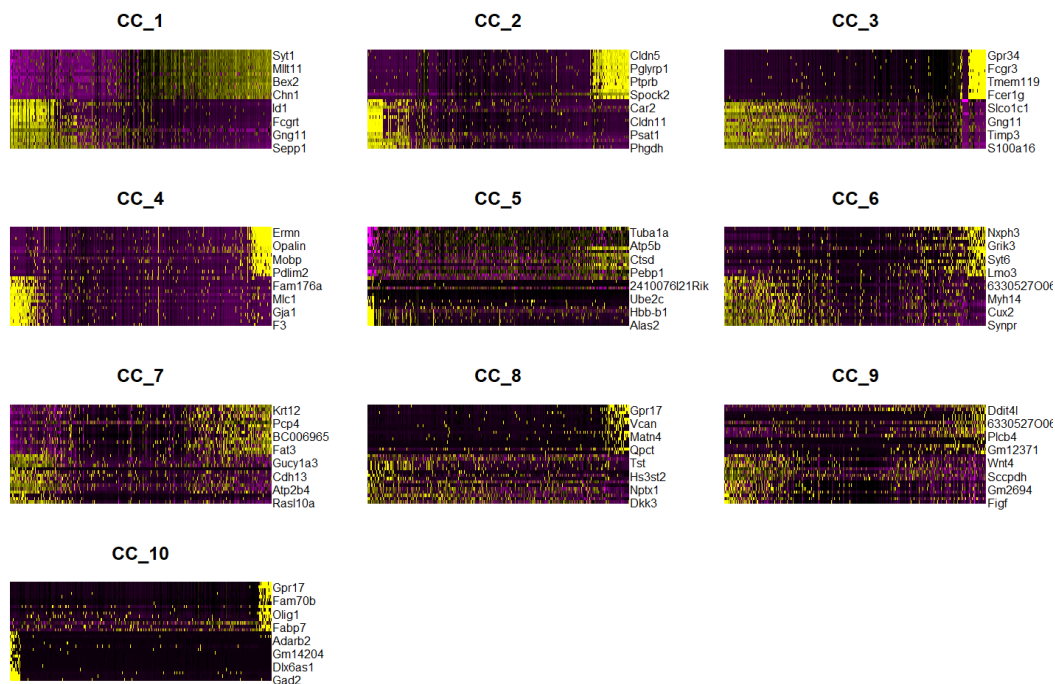 CC_1
Syt1
Mllt11
Bex2
Chn1
Id1
Fcgrt
Gng11
Sepp1
CC_2
Cldn5
Pglyrp1
Ptprb
Spock2
Car2
Cldn11
Psat1
Phgdh
CC_3
Gpr34
Fcgr3
Tmem119
Fcer1g
Slco1c1
Gng11
Timp3
S100a16
CC_4
Ermn
Opalin
Mobp
Pdlim2
Fam176a
Mlc1
Gja1
F3
CC_5
Tuba1a
Atp5b
Ctsd
Pebp1
2410076I21Rik
Ube2c
Hbb-b1
Alas2
CC_6
Nxph3
Grik3
Syt6
Lmo3
6330527O06
Myh14
Cux2
Synpr
CC_7
Krt12
Pcp4
BC006965
Fat3
Gucy1a3
Cdh13
Atp2b4
Rasl10a
CC_8
Gpr17
Vcan
Matn4
Qpct
Tst
Hs3st2
Nptx1
Dkk3
CC_9
Ddit4l
6330527O06
Plcb4
Gm12371
Wnt4
Sccpdh
Gm2694
Figf
CC_10
Gpr17
Fam70b
Olig1
Fabp7
Adarb2
Gm14204
Dlx6as1
Gad2